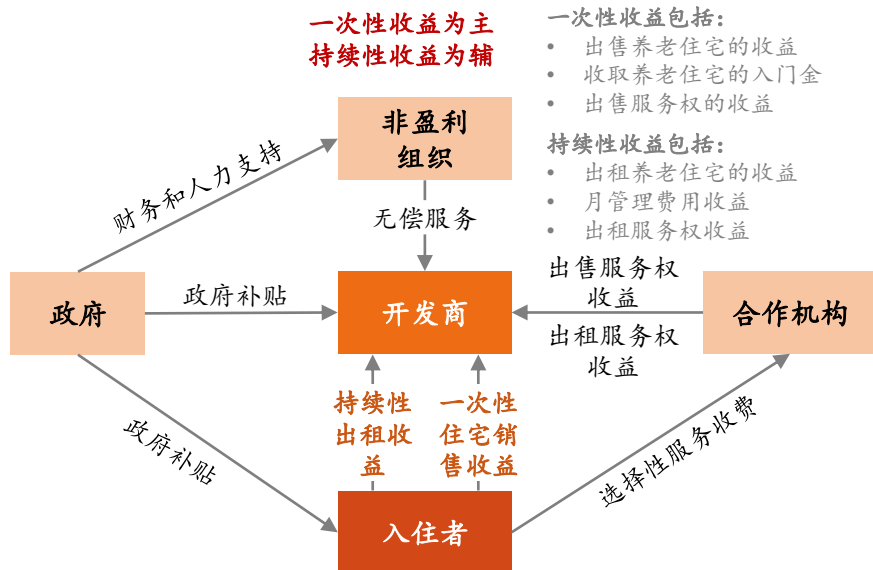 一次性收益为主
持续性收益为辅
一次性收益包括:
• 出售养老住宅的收益
• 收取养老住宅的入门金
• 出售服务权的收益
持续性收益包括:
• 出租养老住宅的收益
• 月管理费用收益
• 出租服务权收益
非盈利
组织
财务和人力支持
无偿服务
政府
政府补贴
开发商
出售服务权
收益
出租服务权
收益
合作机构
政府补贴
持续性
出租收
益
一次性
住宅销
售收益
选择性服务收费
入住者